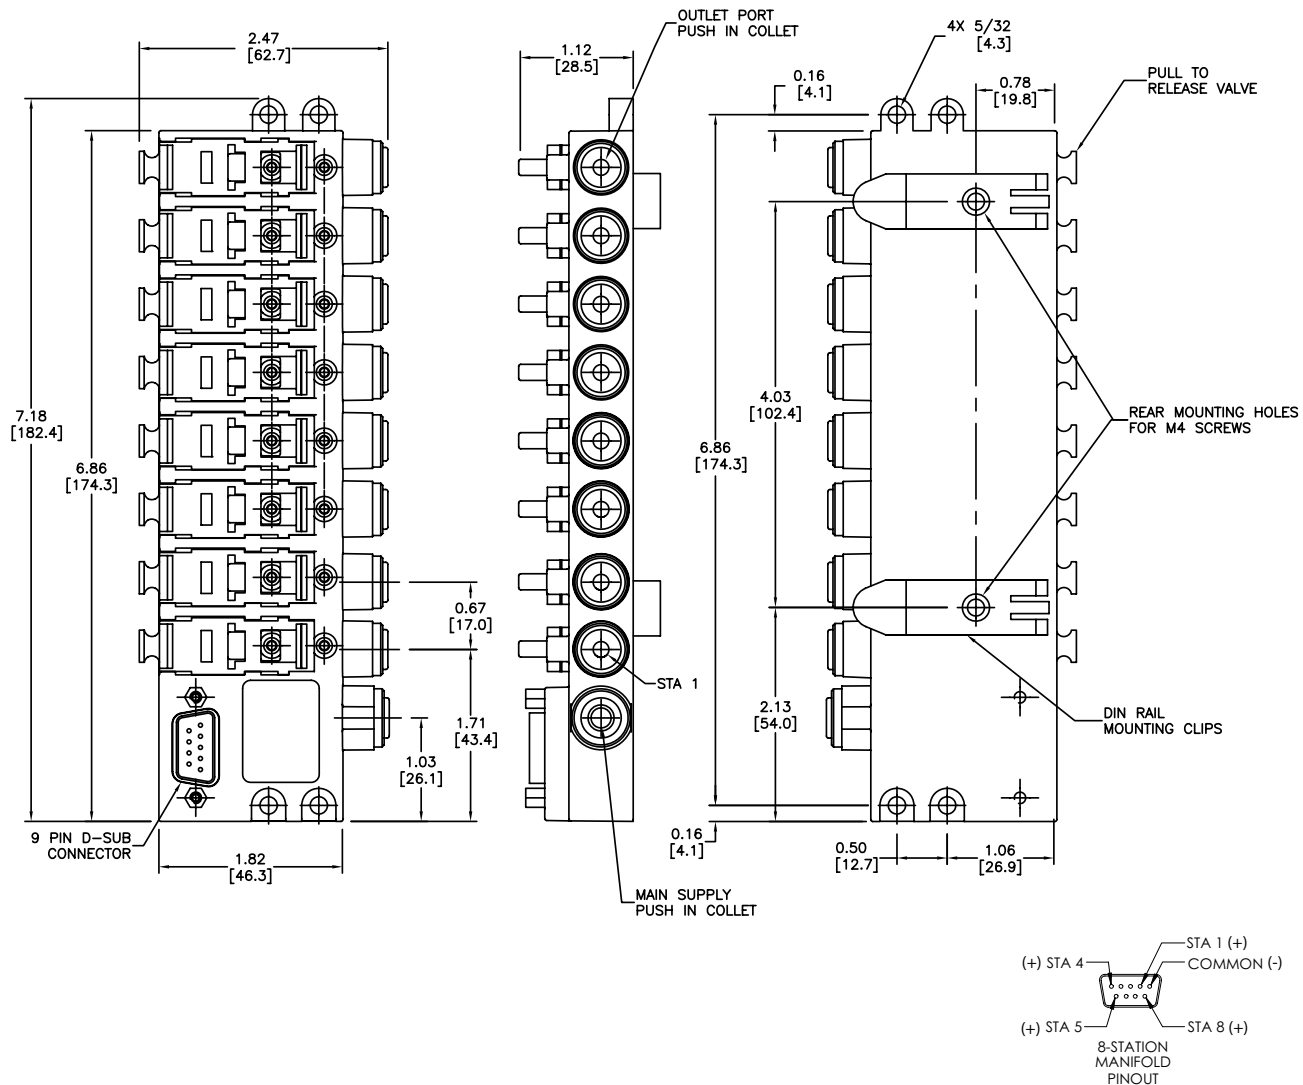 OUTLET PORT
PUSH IN COLLET
4X 5/32
[4.3]
2.47
[62.7]
1.12
[28.5]
0.16
[4.1]
0.78
[19.8]
PULL TO
RELEASE VALVE
7.18
[182.4]
6.86
[174.3]
4.03
[102.4]
6.86
[174.3]
REAR MOUNTING HOLES
FOR M4 SCREWS
0.67
[17.0]
STA 1
1.71
[43.4]
2.13
[54.0]
DIN RAIL
MOUNTING CLIPS
1.03
[26.1]
9 PIN D-SUB
CONNECTOR
1.82
[46.3]
0.16
[4.1]
0.50
[12.7]
1.06
[26.9]
MAIN SUPPLY
PUSH IN COLLET
STA 1 (+)
(+) STA 4
COMMON (-)
(+) STA 5
STA 8 (+)
8-STATION
MANIFOLD
PINOUT